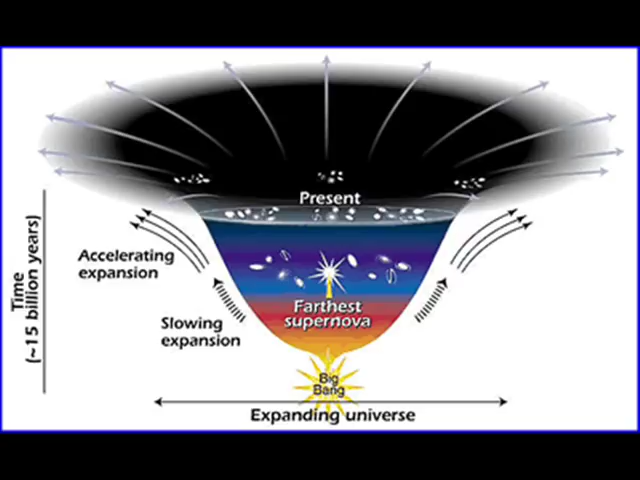 Present
Accelerating
expansion
Time
(~15 billion years)
Farthest
supernova
Slowing
expansion
Big
Bang
Expanding universe